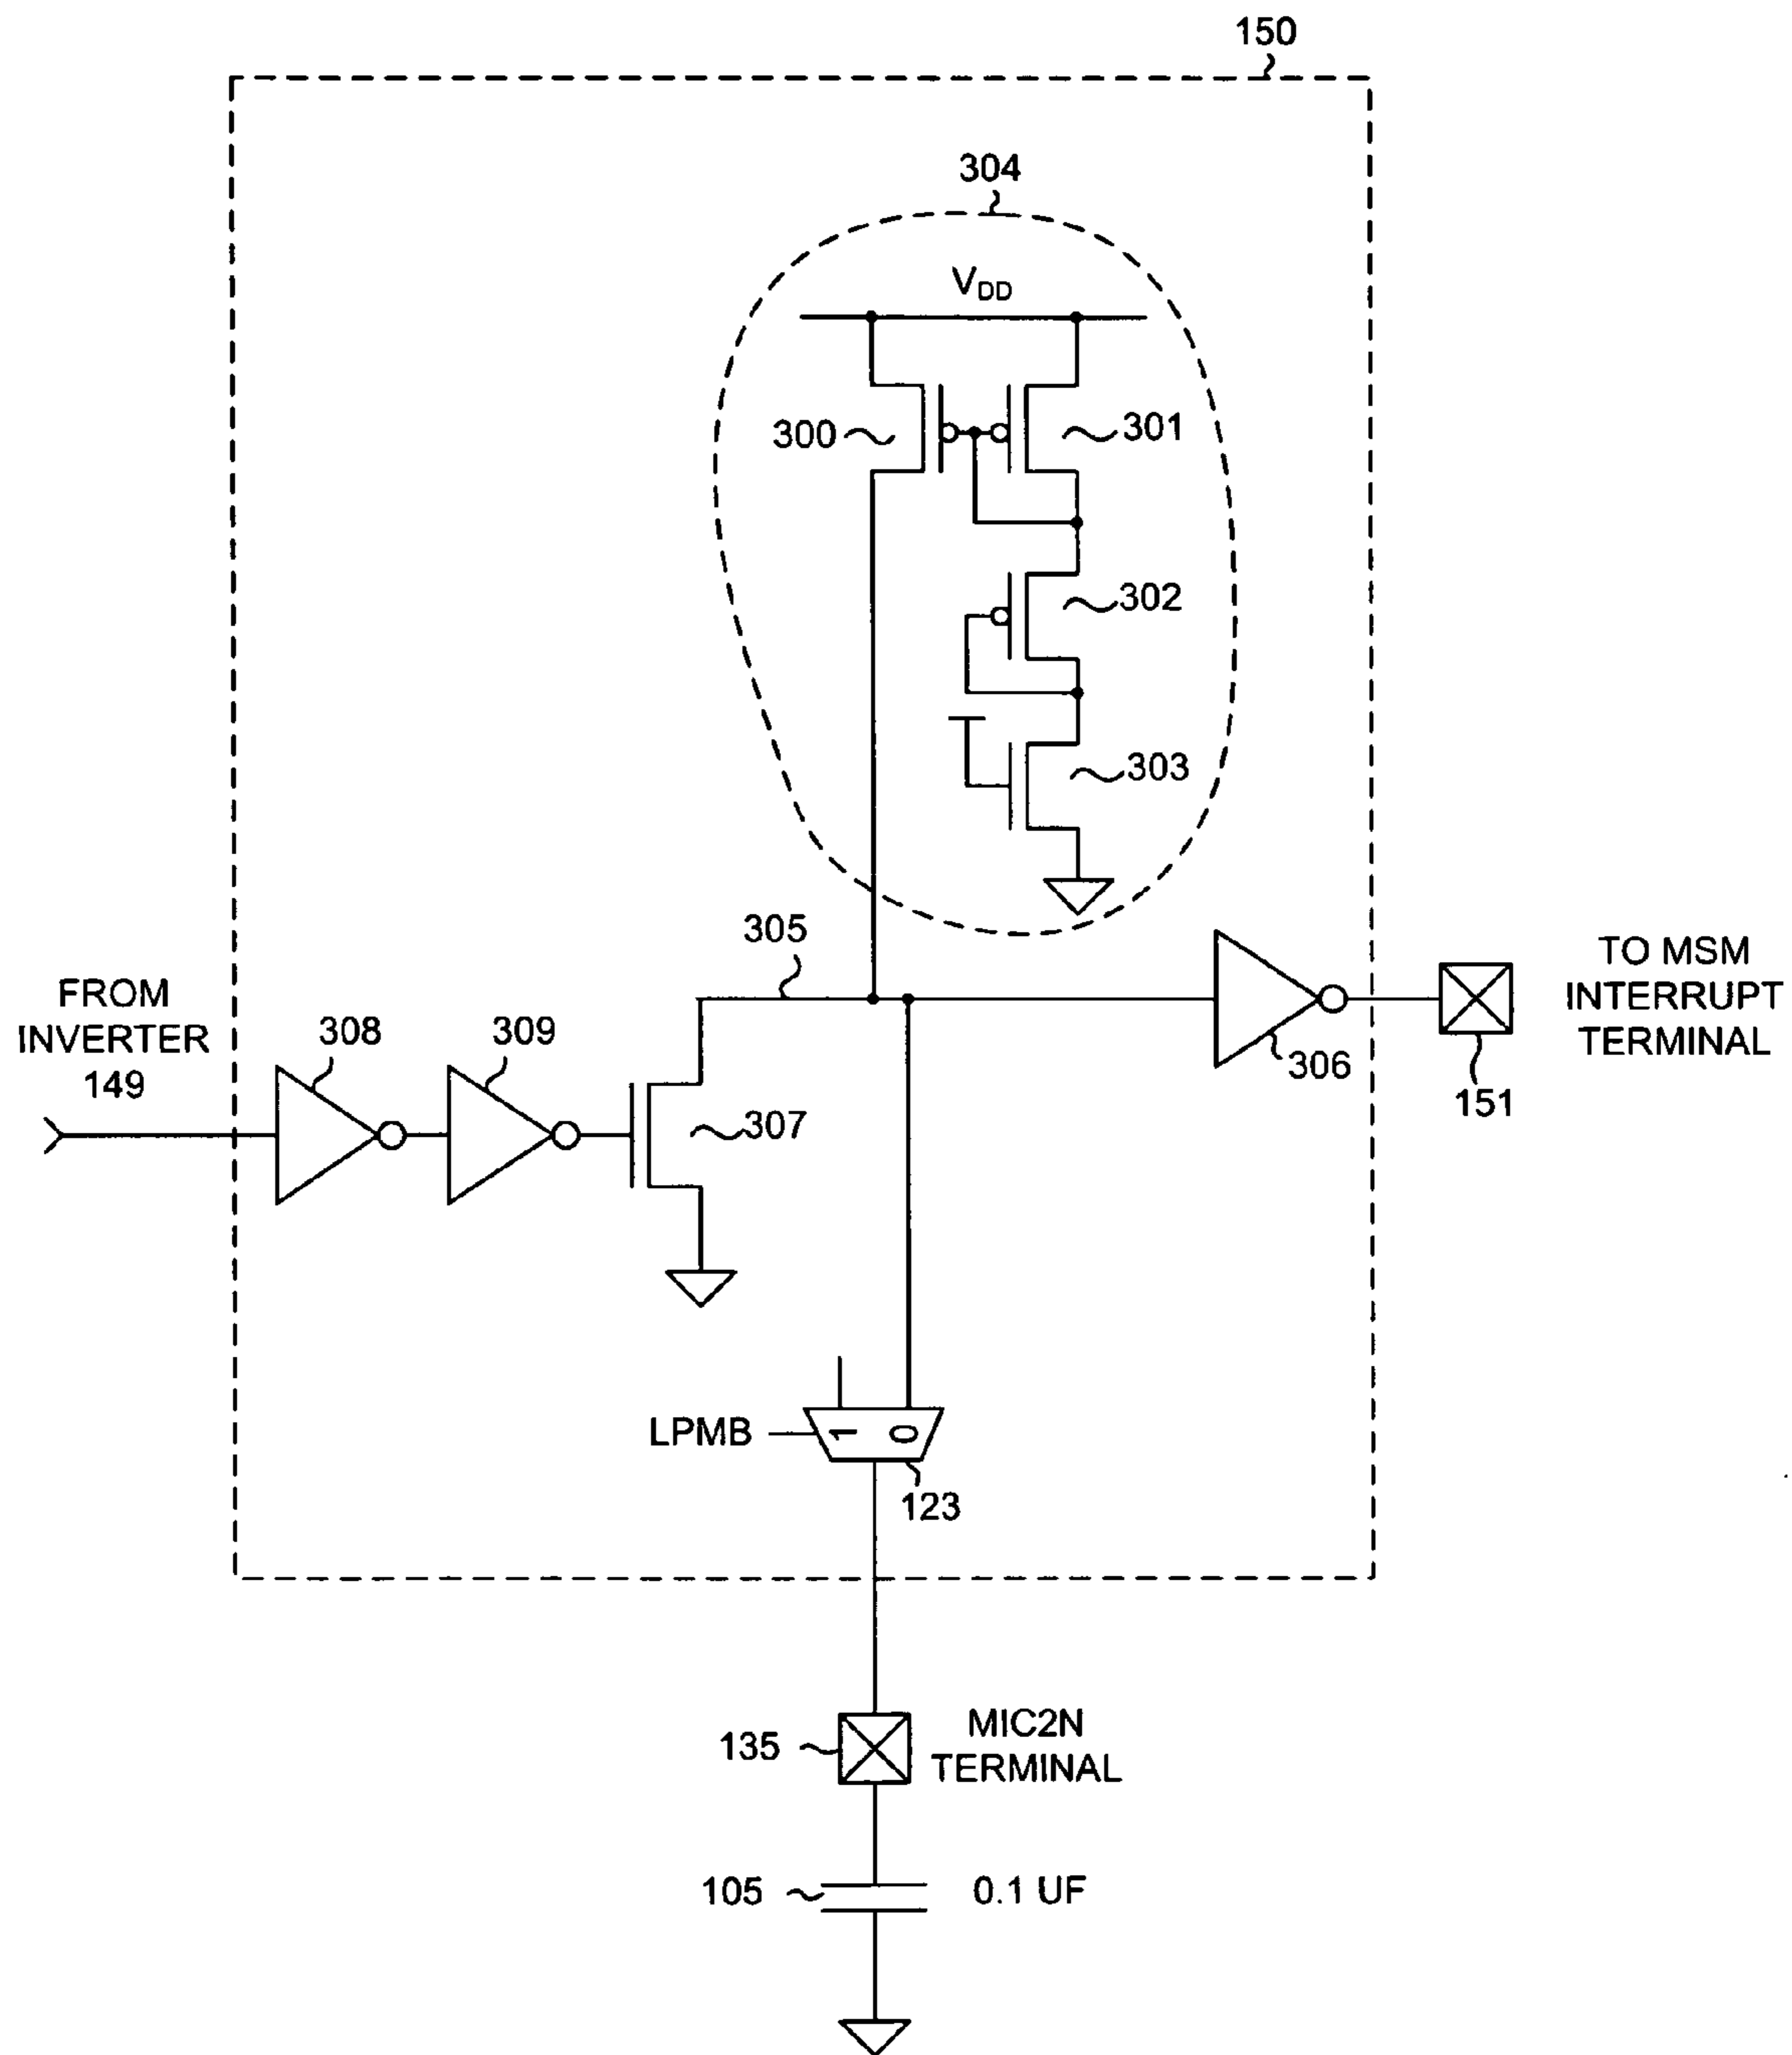 150
304
VDD
300
301
302
303
305
FROM
INVERTER
149
308
309
307
306
TO MSM
INTERRUPT
TERMINAL
151
LPMB
1
0
123
135
MIC2N
TERMINAL
105
0.1 UF